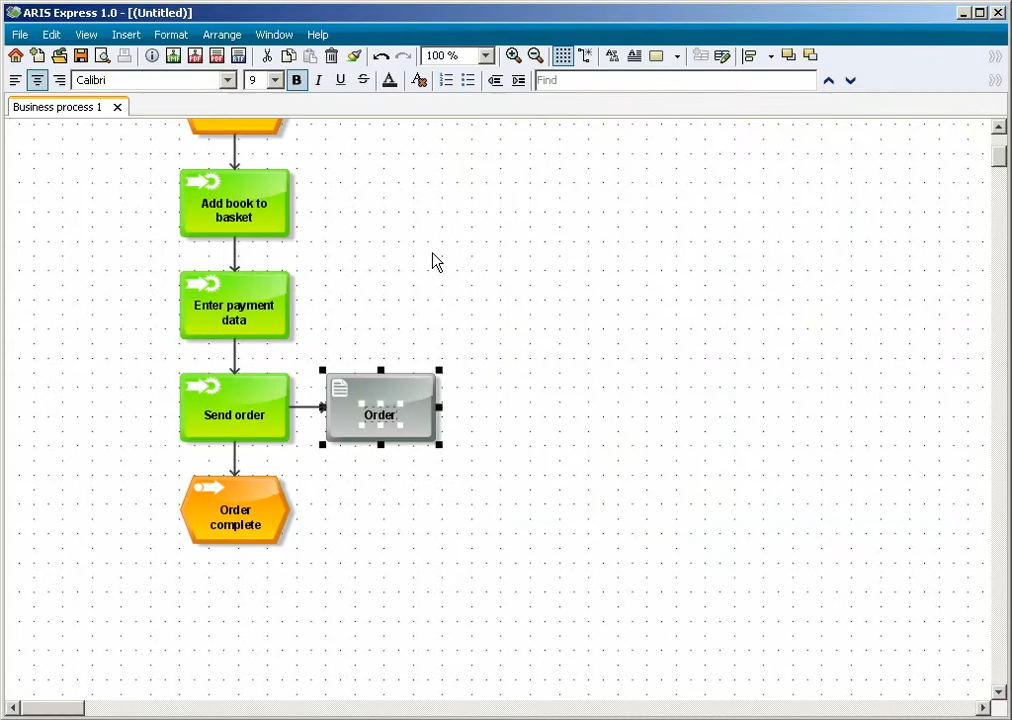 ARIS Express 1.0 - [(Untitled)]
File Edit View Insert Format Arrange Window Help
100 %
Calibri 9 B I U S A Find
Business process 1
Add book to
basket
Enter payment
data
Send order
Order
Order
complete